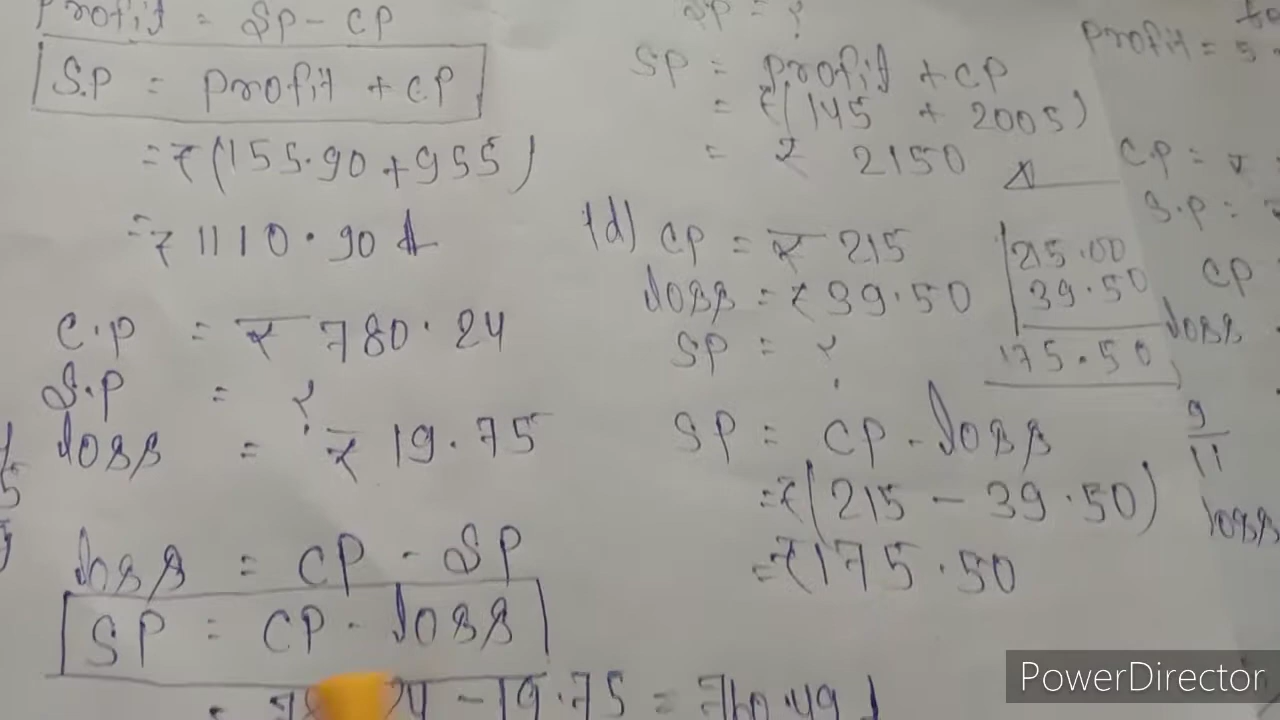 Profit = SP - CP
S.P = Profit + CP
= ₹ (155.90 + 955)
= ₹ 1110.90
C.P = ₹ 780.24
S.P = ?
loss = ₹ 19.75
loss = CP - SP
SP = CP - loss
24 - 19.75 = 760.49
SP = ?
SP = Profit + CP
= ₹ (145 + 2005)
= ₹ 2150
(d) CP = ₹ 215
loss = ₹ 39.50
SP = ?
215.00
39.50
175.50
SP = CP - loss
= ₹ (215 - 39.50)
= ₹ 175.50
Profit =
C.P = ₹
S.P =
CP
loss
9
11
loss
PowerDirector